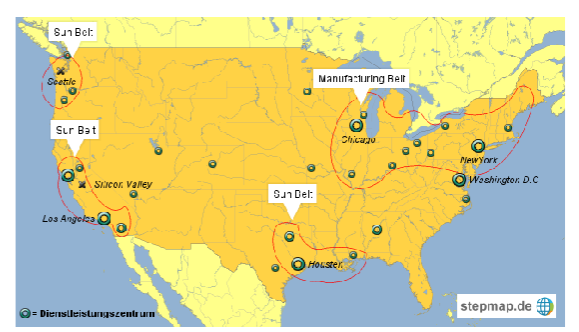 Sun Belt
Seattle
Manufacturing Belt
Chicago
Sun Belt
New York
Silicon Valley
Washington D.C
Sun Belt
Los Angeles
Houston
stepmap.de
= Dienstleistungszentrum